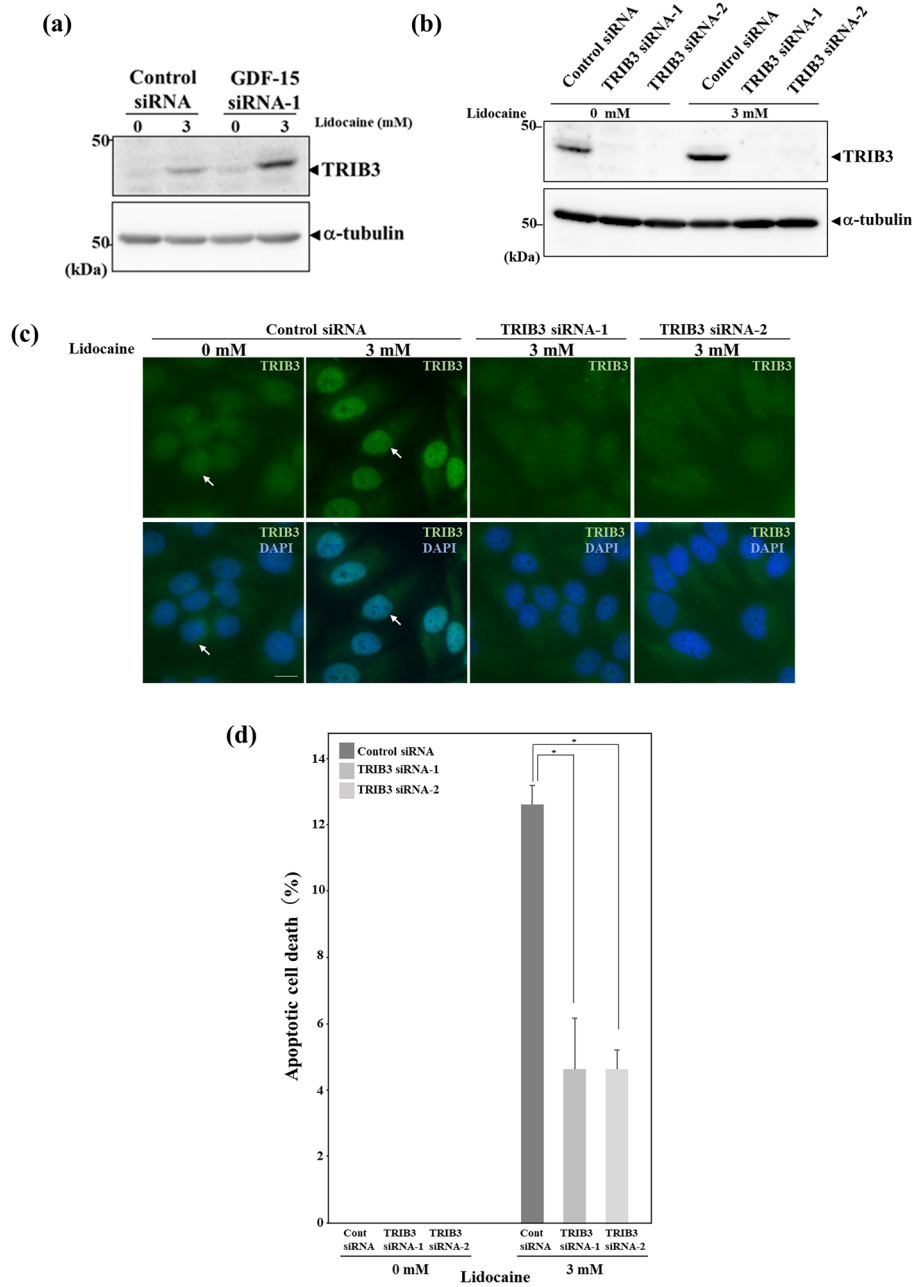 (a)
Control
siRNA
GDF-15
siRNA-1
0 3 0 3 Lidocaine (mM)
50
TRIB3
50
α-tubulin
(kDa)
(b)
Control siRNA
TRIB3 siRNA-1
TRIB3 siRNA-2
Control siRNA
TRIB3 siRNA-1
TRIB3 siRNA-2
Lidocaine 0 mM 3 mM
50
TRIB3
50
α-tubulin
(kDa)
(c)
Control siRNA TRIB3 siRNA-1 TRIB3 siRNA-2
Lidocaine 0 mM 3 mM 3 mM 3 mM
TRIB3 TRIB3 TRIB3 TRIB3
TRIB3 TRIB3 TRIB3 TRIB3
DAPI DAPI DAPI DAPI
(d)
Apoptotic cell death (%)
14
12
10
8
6
4
2
0
Control siRNA
TRIB3 siRNA-1
TRIB3 siRNA-2
*
*
Cont TRIB3 TRIB3 Cont TRIB3 TRIB3
siRNA siRNA-1 siRNA-2 siRNA siRNA-1 siRNA-2
0 mM 3 mM
Lidocaine